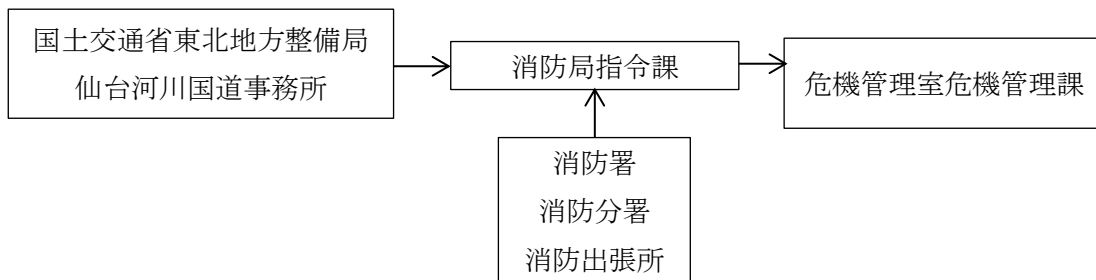 国土交通省東北地方整備局
仙台河川国道事務所
消防局指令課
危機管理室危機管理課
消防署
消防分署
消防出張所